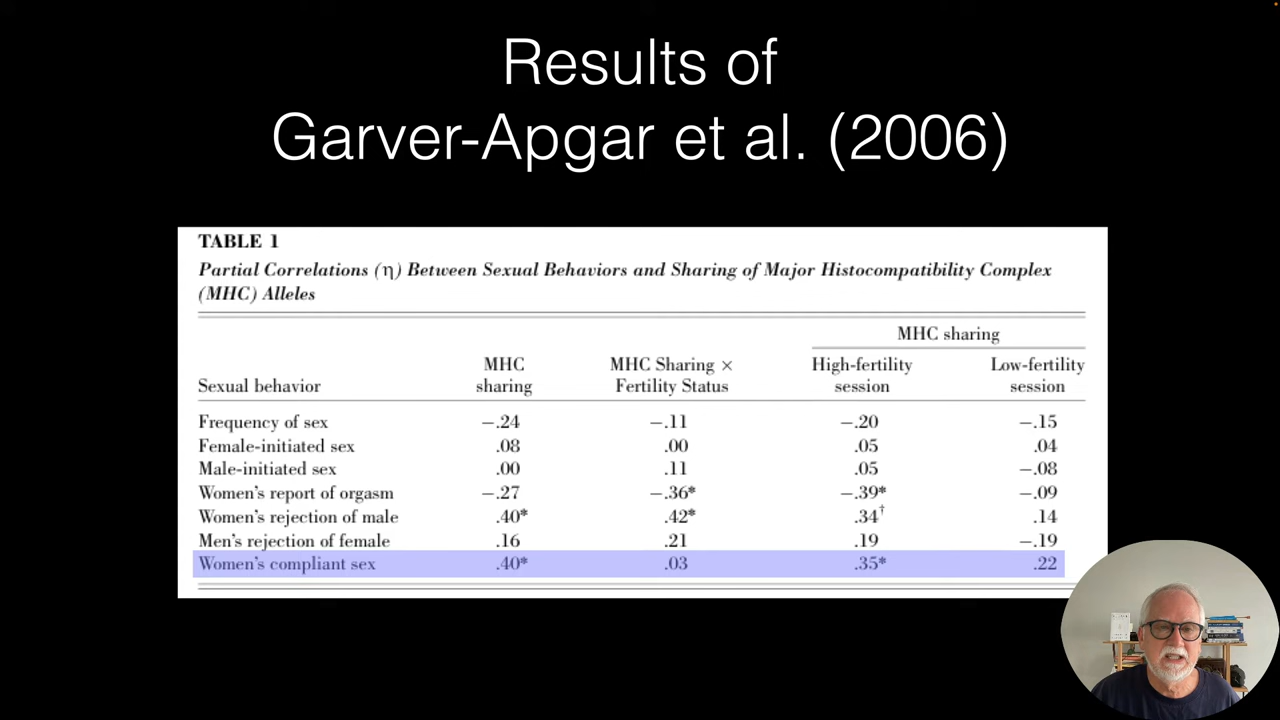 Results of
Garver-Apgar et al. (2006)
TABLE 1
Partial Correlations (η) Between Sexual Behaviors and Sharing of Major Histocompatibility Complex
(MHC) Alleles
MHC sharing
MHC MHC Sharing × High-fertility Low-fertility
Sexual behavior sharing Fertility Status session session
Frequency of sex −.24 −.11 −.20 −.15
Female-initiated sex .08 .00 .05 .04
Male-initiated sex .00 .11 .05 −.08
Women's report of orgasm −.27 −.36* −.39* −.09
Women's rejection of male .40* .42* .34† .14
Men's rejection of female .16 .21 .19 −.19
Women's compliant sex .40* .03 .35* .22